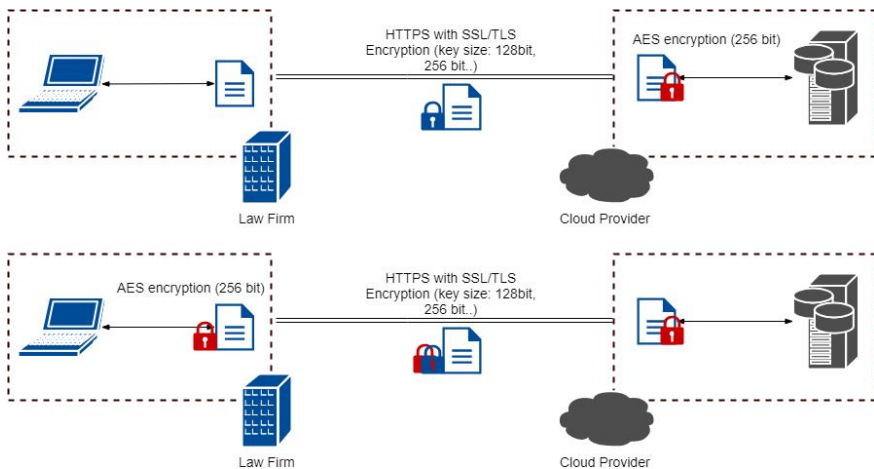 HTTPS with SSL/TLS
Encryption (key size: 128bit,
256 bit..)
AES encryption (256 bit)
Law Firm
Cloud Provider
HTTPS with SSL/TLS
Encryption (key size: 128bit,
256 bit..)
AES encryption (256 bit)
Law Firm
Cloud Provider